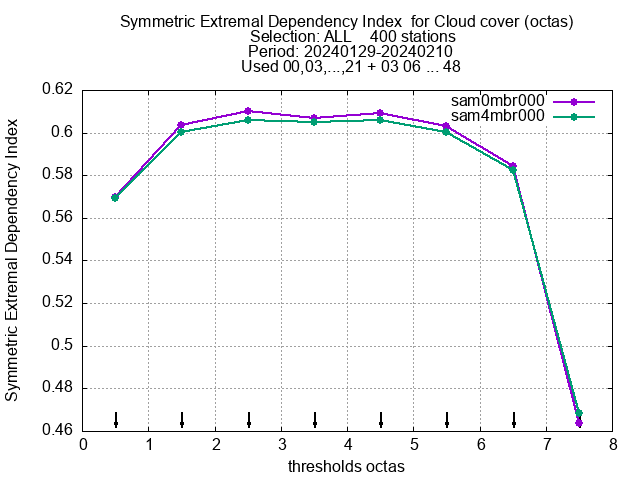 Symmetric Extremal Dependency Index  for Cloud cover (octas)
Selection: ALL    400 stations
Period: 20240129-20240210
Used 00,03,...,21 + 03 06 ... 48
sam0mbr000
sam4mbr000
Symmetric Extremal Dependency Index
0.62
0.6
0.58
0.56
0.54
0.52
0.5
0.48
0.46
0 1 2 3 4 5 6 7 8
thresholds octas